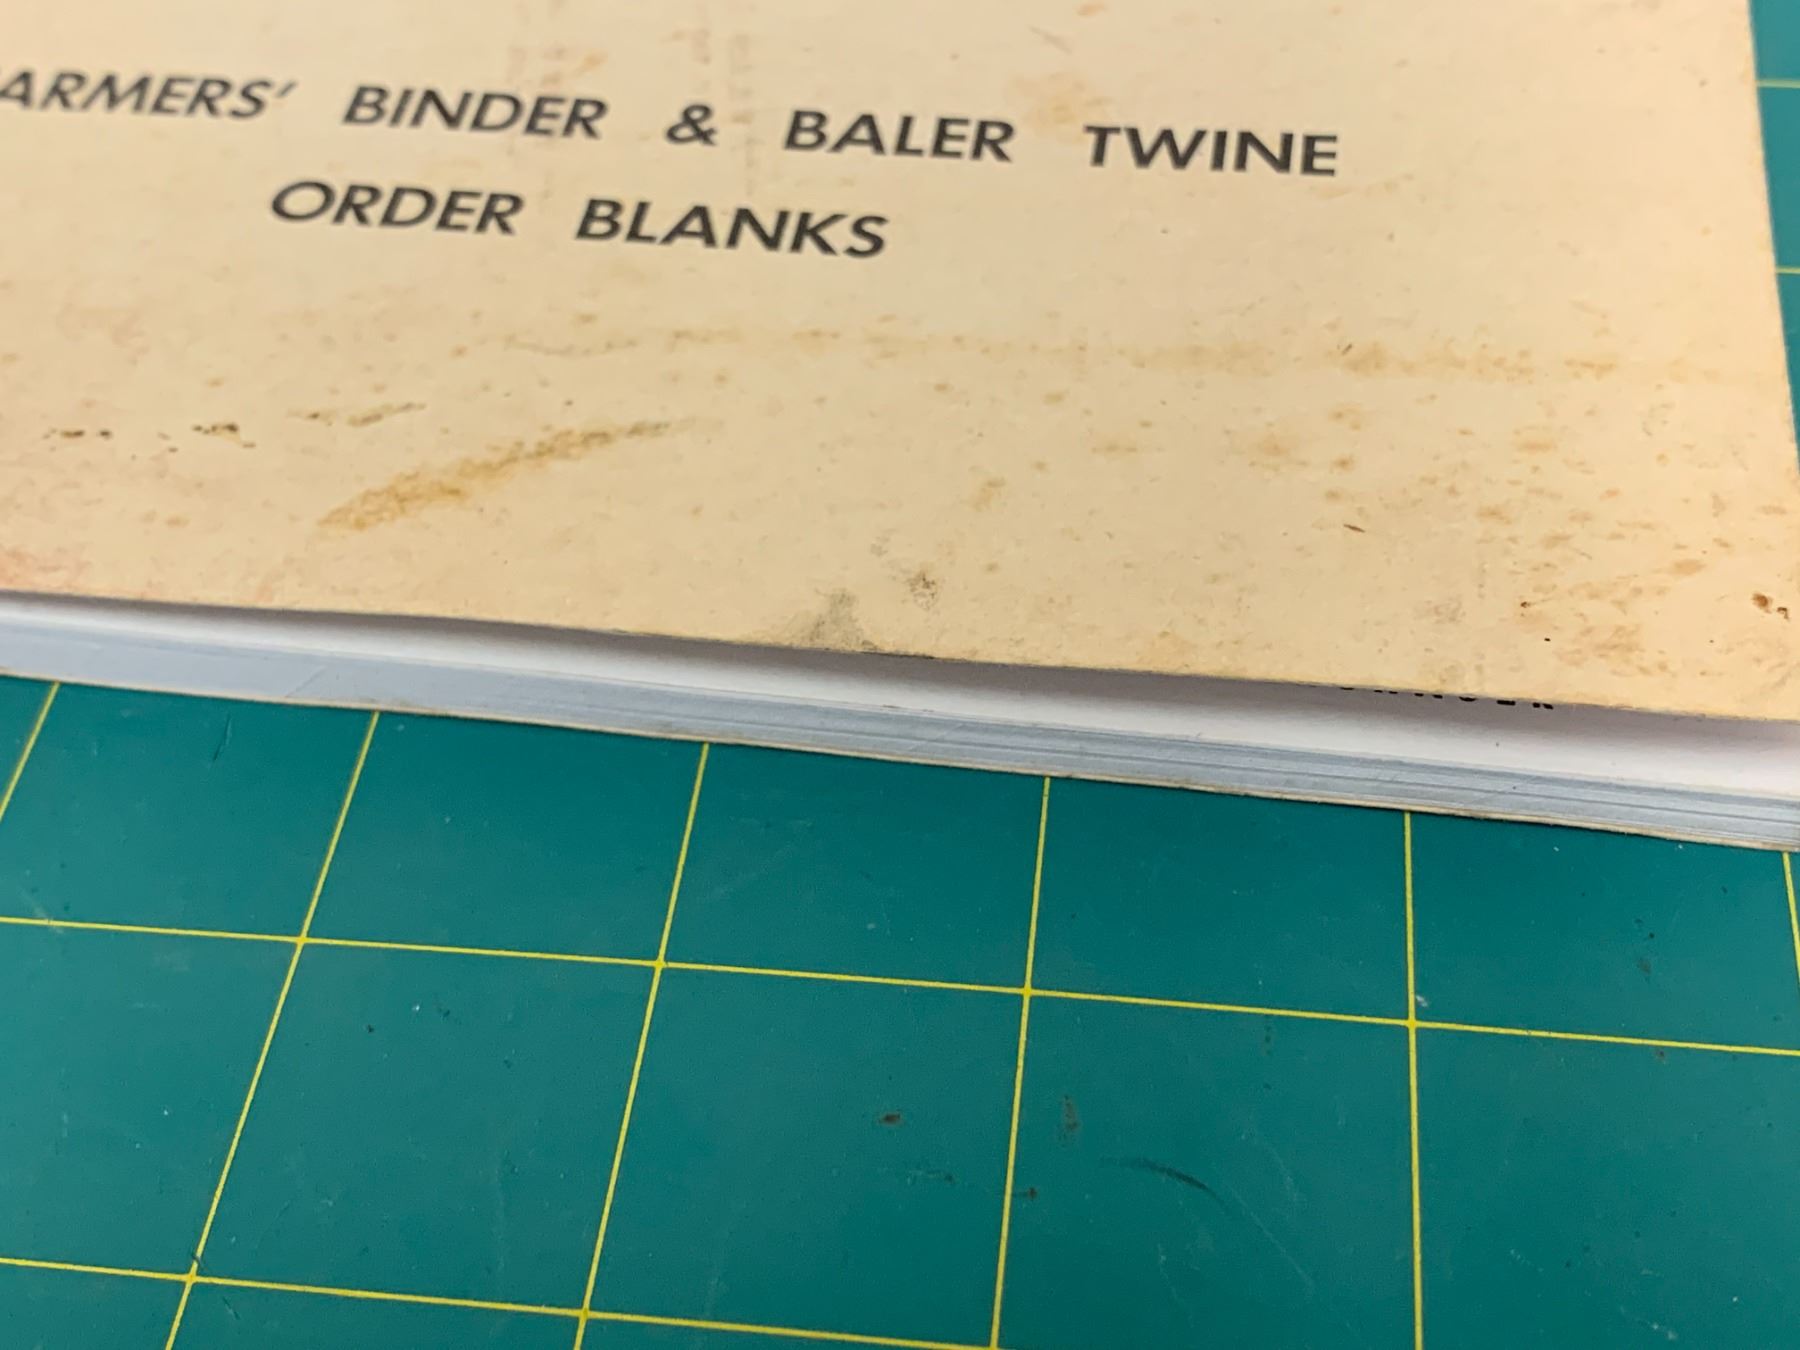 ARMERS' BINDER & BALER TWINE
ORDER BLANKS